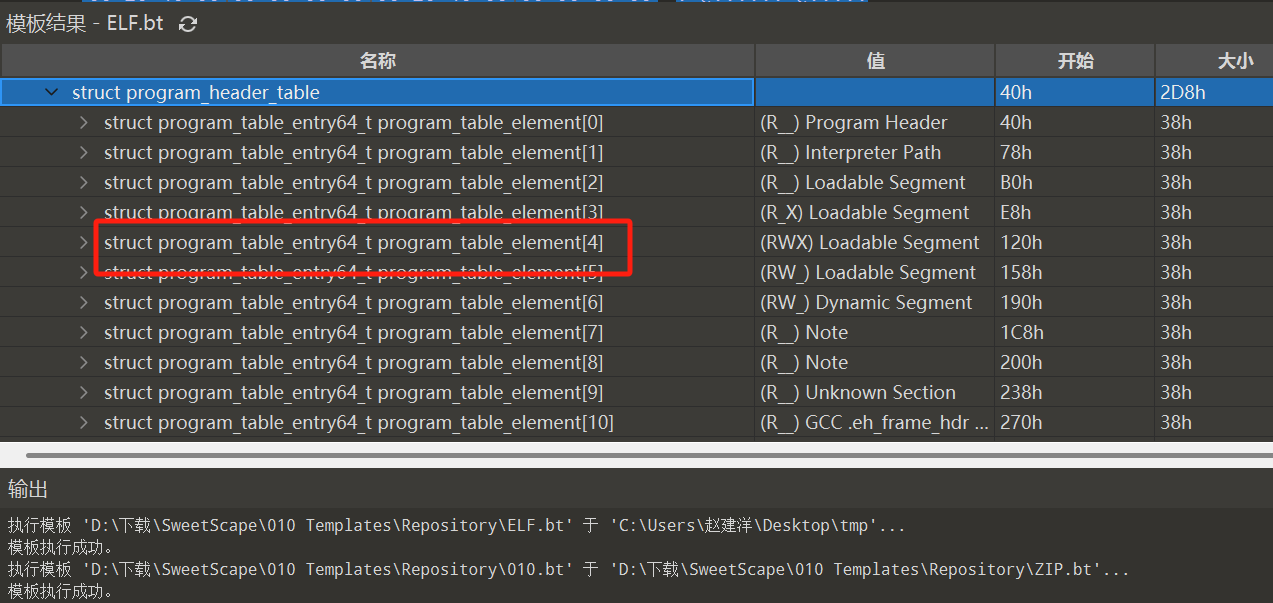 模板结果 - ELF.bt
名称 值 开始 大小
struct program_header_table 40h 2D8h
struct program_table_entry64_t program_table_element[0] (R__) Program Header 40h 38h
struct program_table_entry64_t program_table_element[1] (R__) Interpreter Path 78h 38h
struct program_table_entry64_t program_table_element[2] (R__) Loadable Segment B0h 38h
struct program_table_entry64_t program_table_element[3] (R_X) Loadable Segment E8h 38h
struct program_table_entry64_t program_table_element[4] (RWX) Loadable Segment 120h 38h
struct program_table_entry64_t program_table_element[5] (RW_) Loadable Segment 158h 38h
struct program_table_entry64_t program_table_element[6] (RW_) Dynamic Segment 190h 38h
struct program_table_entry64_t program_table_element[7] (R__) Note 1C8h 38h
struct program_table_entry64_t program_table_element[8] (R__) Note 200h 38h
struct program_table_entry64_t program_table_element[9] (R__) Unknown Section 238h 38h
struct program_table_entry64_t program_table_element[10] (R__) GCC .eh_frame_hdr ... 270h 38h
输出
执行模板 'D:\下载\SweetScape\010 Templates\Repository\ELF.bt' 于 'C:\Users\赵建洋\Desktop\tmp'...
模板执行成功。
执行模板 'D:\下载\SweetScape\010 Templates\Repository\010.bt' 于 'D:\下载\SweetScape\010 Templates\Repository\ZIP.bt'...
模板执行成功。